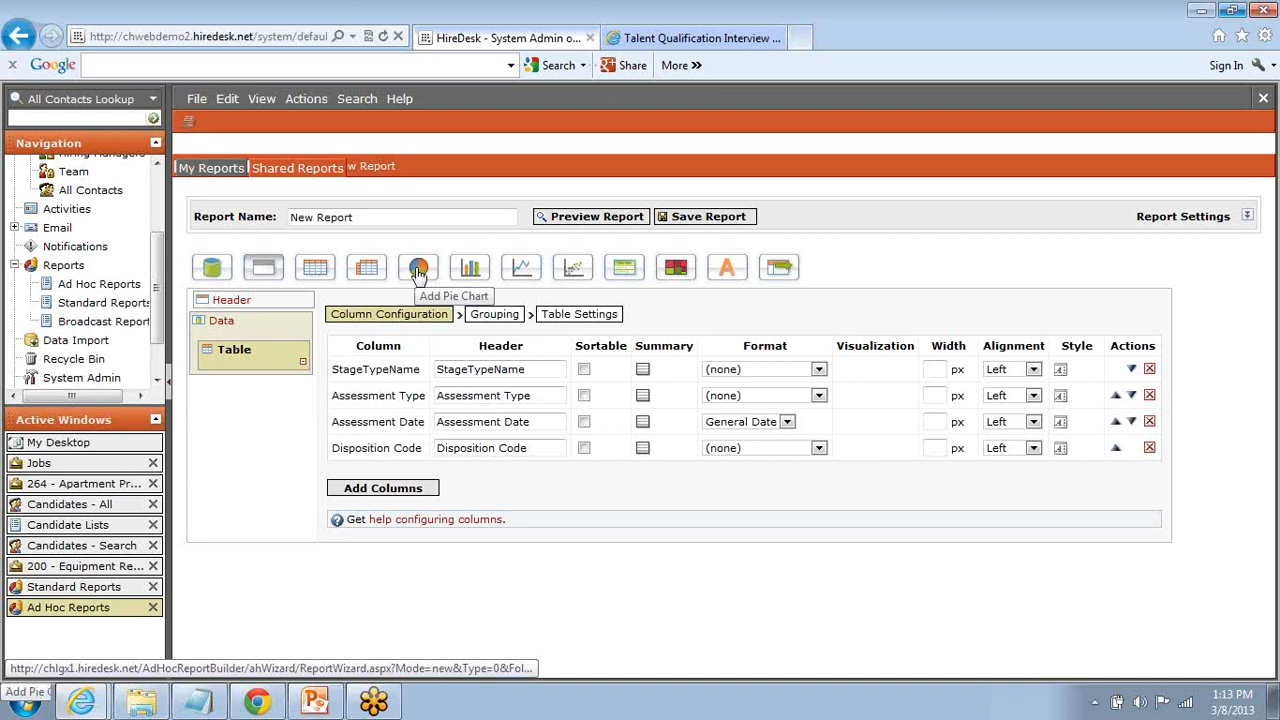 http://chwebdemo2.hiredesk.net/system/defaul
HireDesk - System Admin o...
Talent Qualification Interview ...
x Google
Search
Share
More »
Sign In
All Contacts Lookup
File Edit View Actions Search Help
Navigation
Hiring Managers
Team
All Contacts
Activities
Email
Notifications
Reports
Ad Hoc Reports
Standard Reports
Broadcast Report
Data Import
Recycle Bin
System Admin
Active Windows
My Desktop
Jobs
264 - Apartment Pr...
Candidates - All
Candidate Lists
Candidates - Search
200 - Equipment Re...
Standard Reports
Ad Hoc Reports
My Reports Shared Reports w Report
Report Name: New Report Preview Report Save Report Report Settings
A
Add Pie Chart
Header
Data
Table
Column Configuration > Grouping > Table Settings
Column Header Sortable Summary Format Visualization Width Alignment Style Actions
StageTypeName StageTypeName (none) px Left
Assessment Type Assessment Type (none) px Left
Assessment Date Assessment Date General Date px Left
Disposition Code Disposition Code (none) px Left
Add Columns
Get help configuring columns.
http://chlgx1.hiredesk.net/AdHocReportBuilder/ahWizard/ReportWizard.aspx?Mode=new&Type=0&Fol...
Add Pie C
1:13 PM
3/8/2013